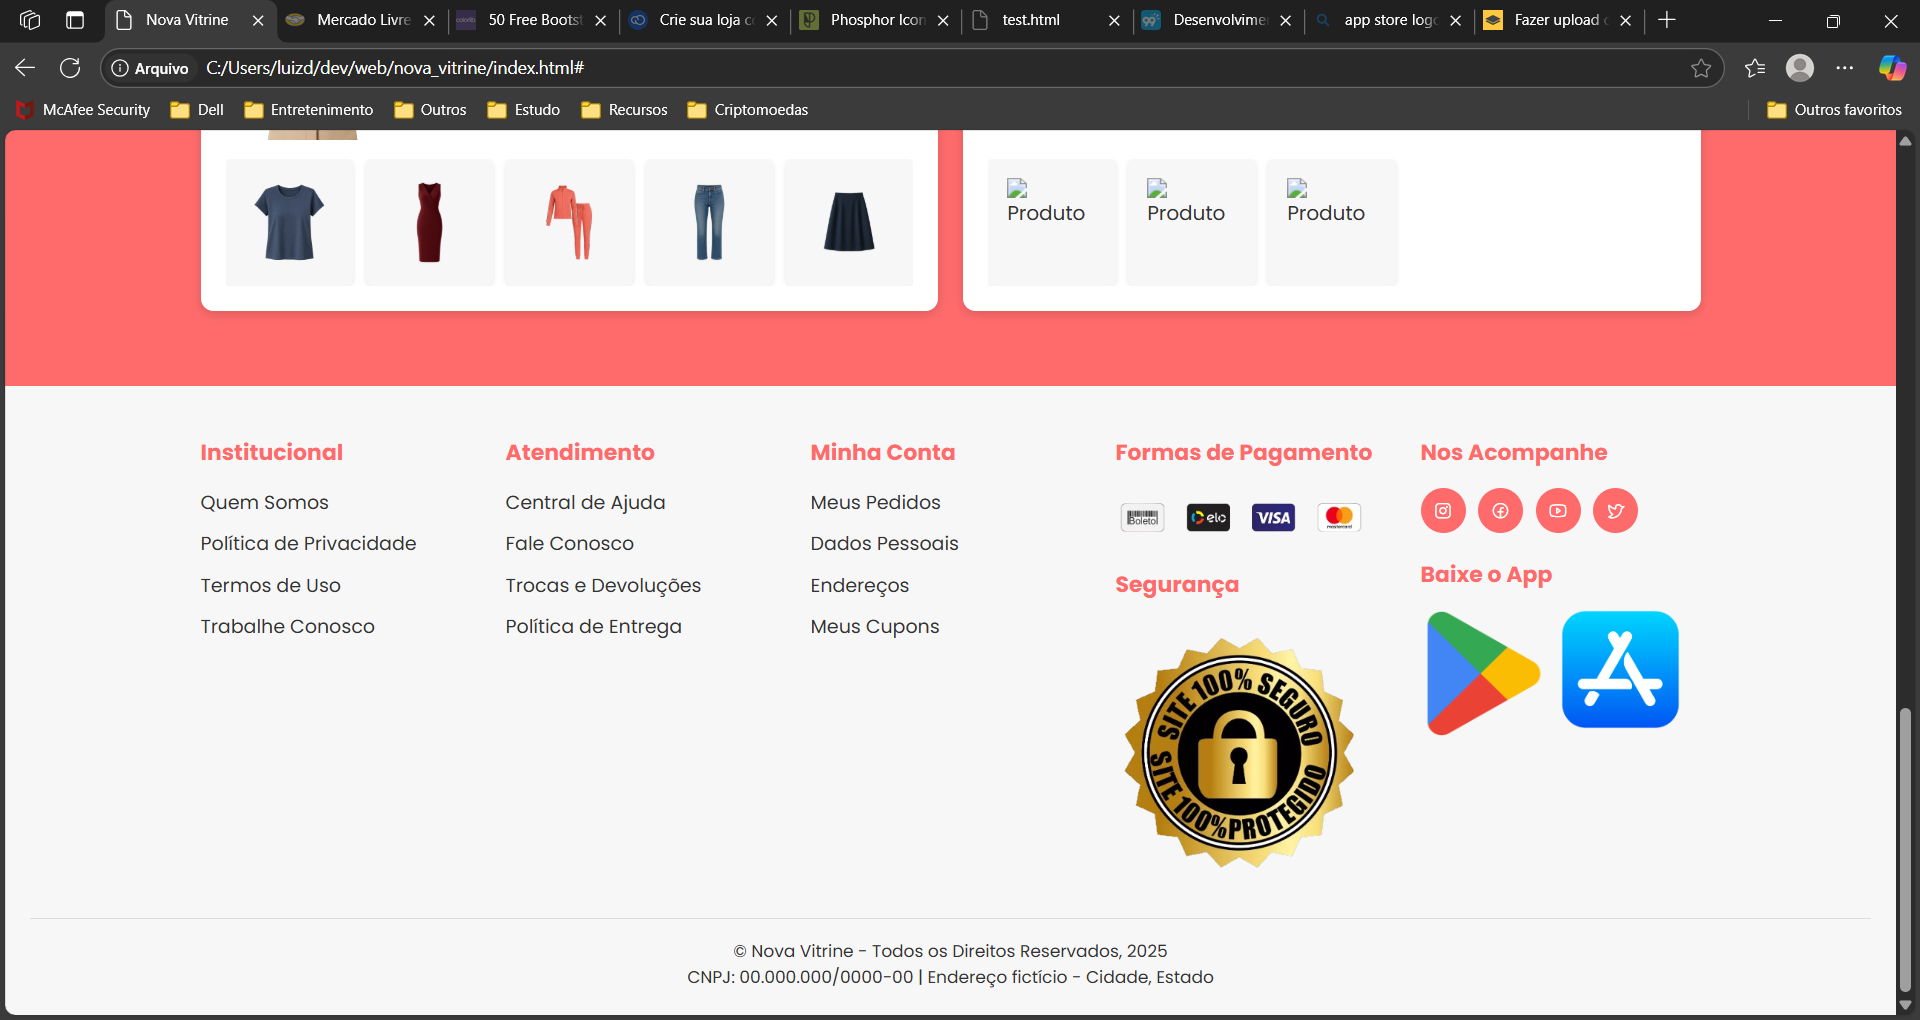 Nova Vitrine
Mercado Livre
50 Free Bootst
Crie sua loja c
Phosphor Icon
test.html
Desenvolvime
app store logo
Fazer upload
Arquivo
C:/Users/luizd/dev/web/nova_vitrine/index.html#
McAfee Security
Dell
Entretenimento
Outros
Estudo
Recursos
Criptomoedas
Outros favoritos
Produto
Produto
Produto
Institucional
Quem Somos
Política de Privacidade
Termos de Uso
Trabalhe Conosco
Atendimento
Central de Ajuda
Fale Conosco
Trocas e Devoluções
Política de Entrega
Minha Conta
Meus Pedidos
Dados Pessoais
Endereços
Meus Cupons
Formas de Pagamento
Boleto
elo
VISA
mastercard
Segurança
SITE 100% SEGURO
SITE 100% PROTEGIDO
Nos Acompanhe
Baixe o App
© Nova Vitrine - Todos os Direitos Reservados, 2025
CNPJ: 00.000.000/0000-00 | Endereço fictício - Cidade, Estado